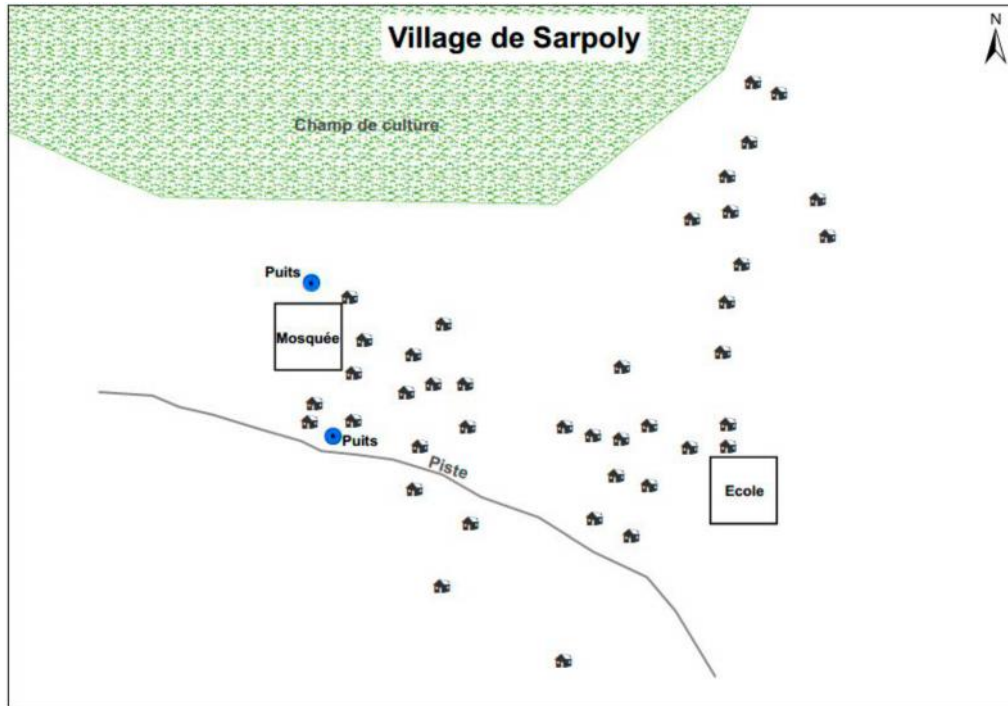 Village de Sarpoly
N
Champ de culture
Puits
Mosquée
Puits
Piste
Ecole